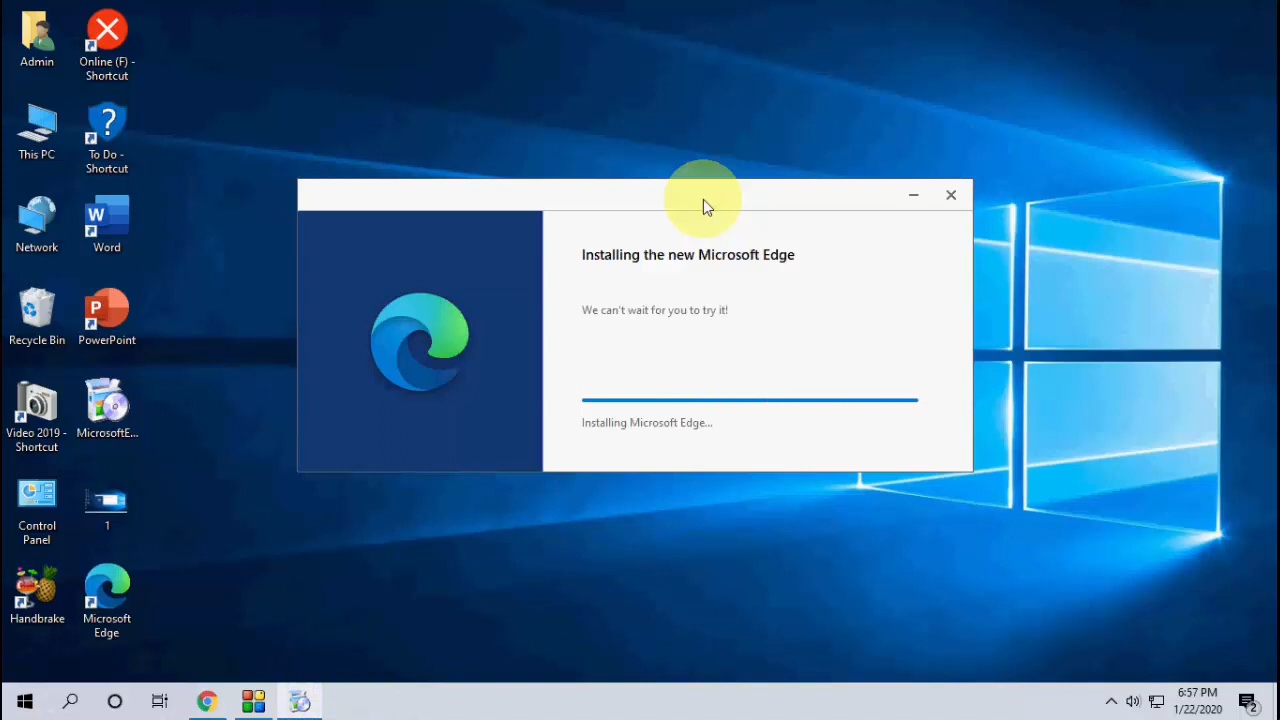 Admin
Online (F) -
Shortcut
This PC
To Do -
Shortcut
Network
Word
Recycle Bin
PowerPoint
Video 2019 -
Shortcut
MicrosoftE...
Control
Panel
1
Handbrake
Microsoft
Edge
Installing the new Microsoft Edge
We can't wait for you to try it!
Installing Microsoft Edge...
6:57 PM
1/22/2020
2